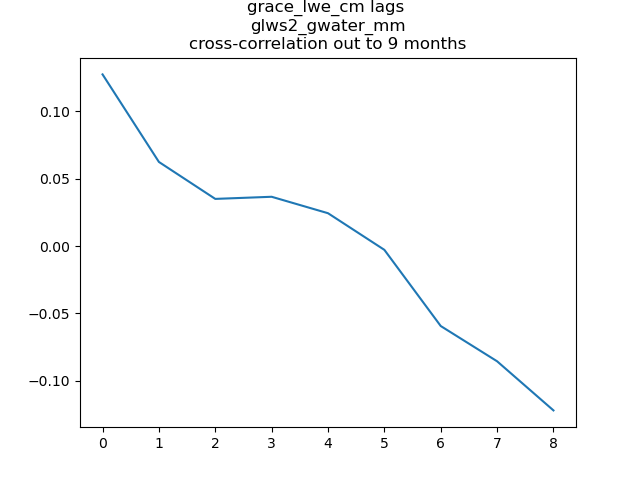 grace_lwe_cm lags
glws2_gwater_mm
cross-correlation out to 9 months
0.10
0.05
0.00
−0.05
−0.10
0 1 2 3 4 5 6 7 8